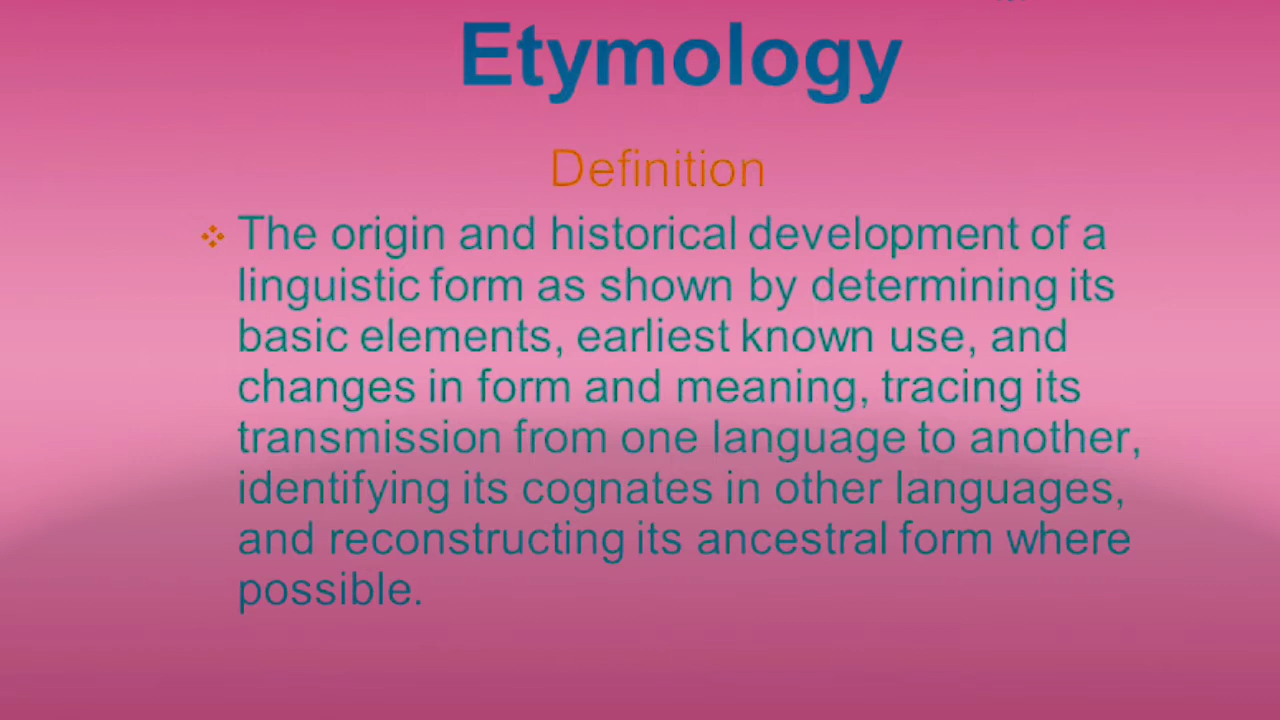 Etymology
Definition
The origin and historical development of a
linguistic form as shown by determining its
basic elements, earliest known use, and
changes in form and meaning, tracing its
transmission from one language to another,
identifying its cognates in other languages,
and reconstructing its ancestral form where
possible.